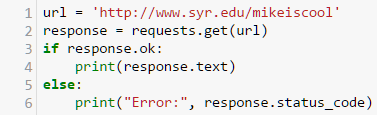 1 url = 'http://www.syr.edu/mikeiscool'
2 response = requests.get(url)
3 if response.ok:
4     print(response.text)
5 else:
6     print("Error:", response.status_code)